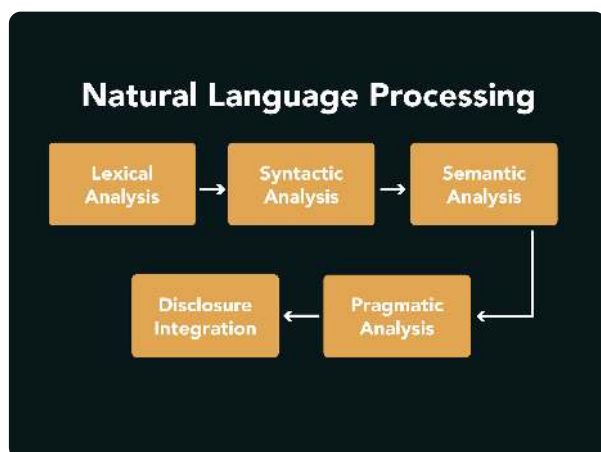 Natural Language Processing
Lexical
Analysis
Syntactic
Analysis
Semantic
Analysis
Disclosure
Integration
Pragmatic
Analysis